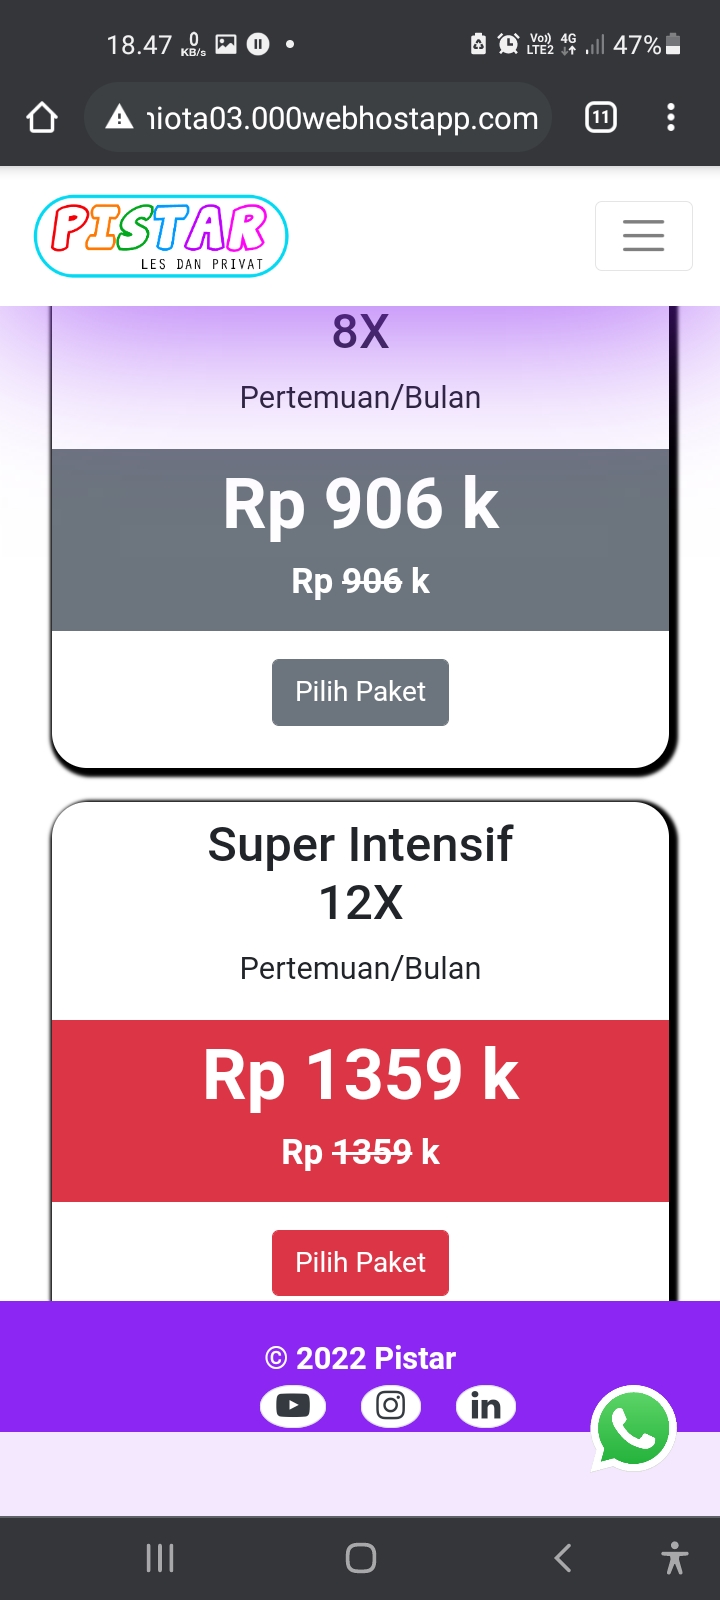 18.47 0 KB/s Vo)) LTE2 4G 47%
niota03.000webhostapp.com 11
PISTAR
LES DAN PRIVAT
8X
Pertemuan/Bulan
Rp 906 k
Rp 906 k
Pilih Paket
Super Intensif
12X
Pertemuan/Bulan
Rp 1359 k
Rp 1359 k
Pilih Paket
© 2022 Pistar
in